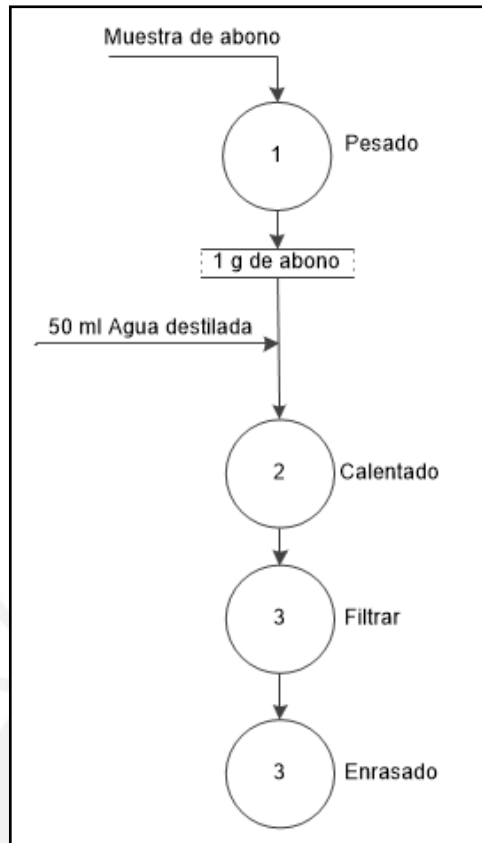 Muestra de abono
1
Pesado
1 g de abono
50 ml Agua destilada
2
Calentado
3
Filtrar
3
Enrasado